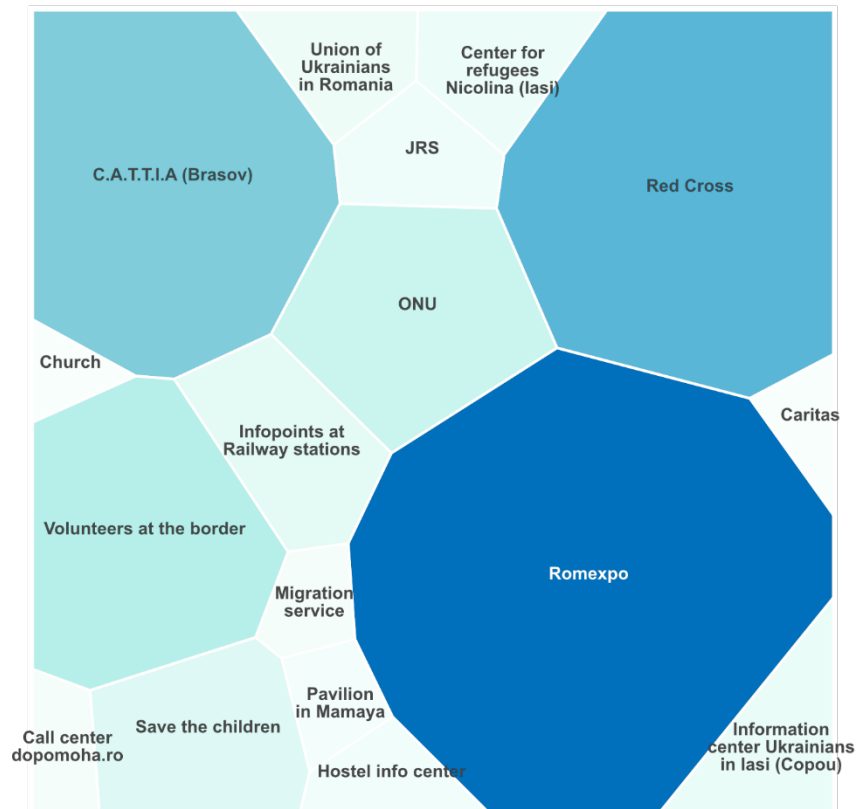 Union of
Ukrainians
in Romania
Center for
refugees
Nicolina (Iasi)
JRS
C.A.T.T.I.A (Brasov)
Red Cross
ONU
Church
Caritas
Infopoints at
Railway stations
Volunteers at the border
Romexpo
Migration
service
Pavilion
in Mamaya
Save the children
Call center
dopomoha.ro
Information
center Ukrainians
in Iasi (Copou)
Hostel info center